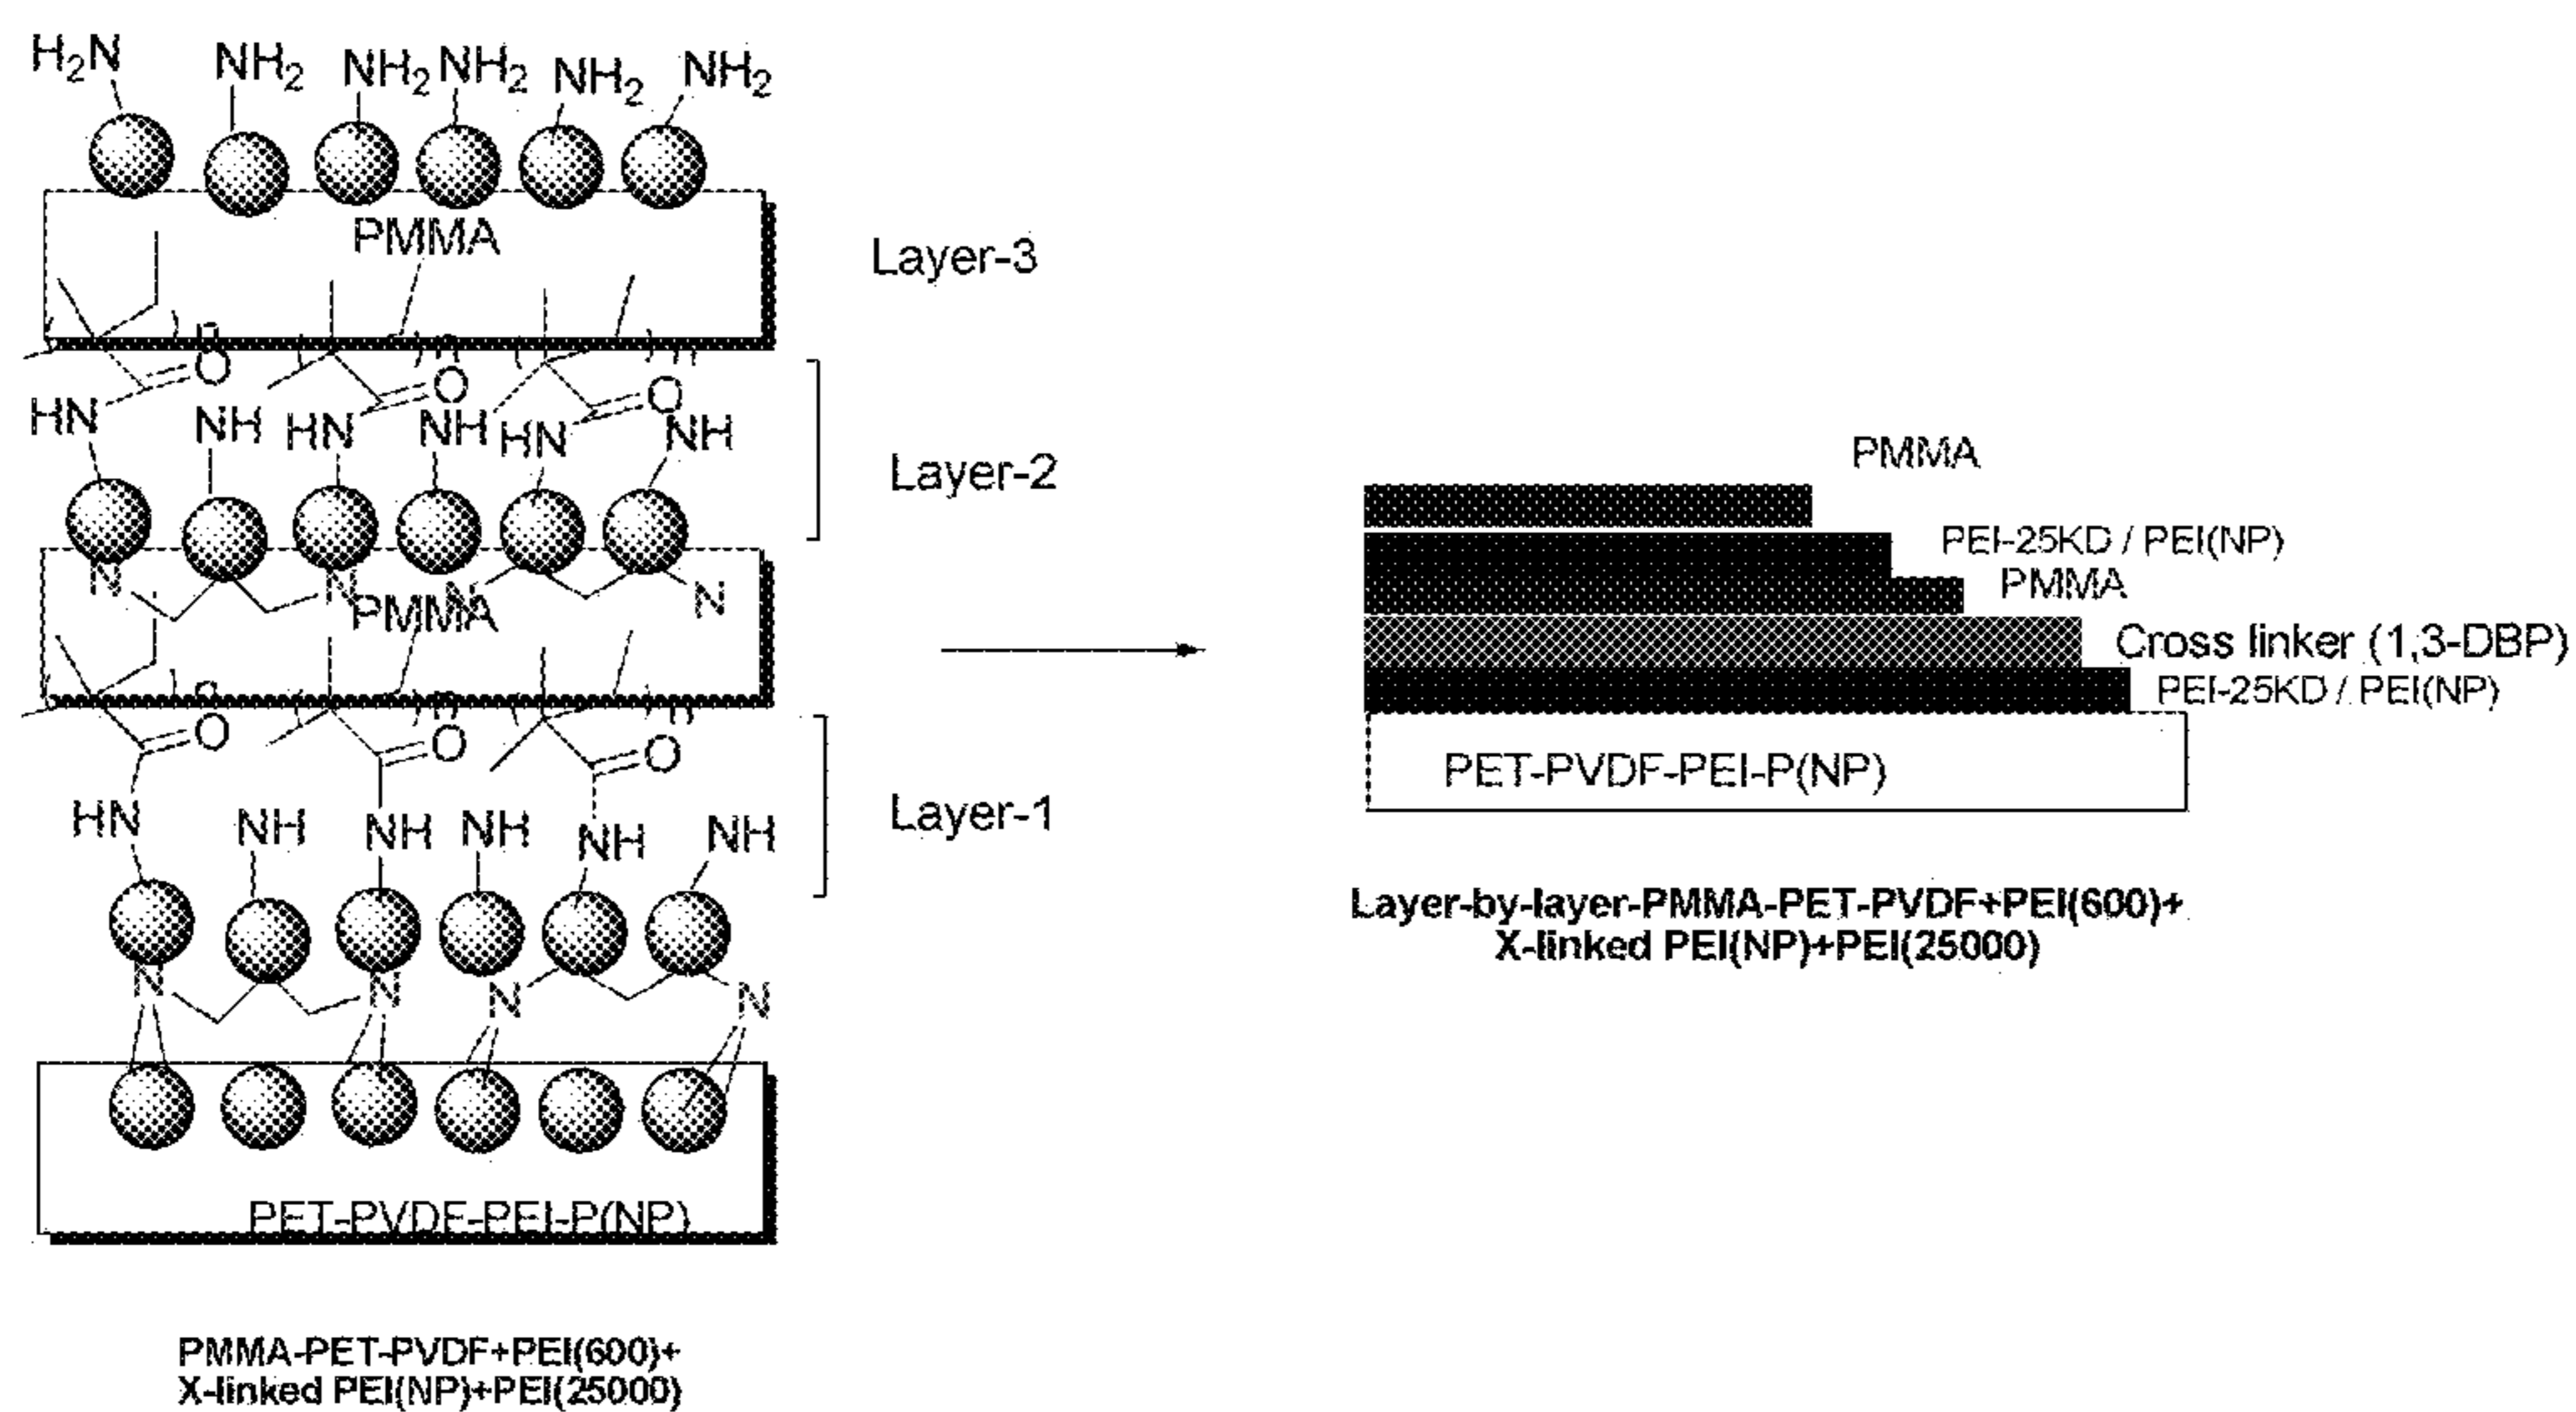 H2N NH2 NH2 NH2 NH2 NH2
PMMA
Layer-3
n n n
O O O
HN NH HN NH HN NH
Layer-2
N N N N
PMMA
n n n
O O O
HN NH NH NH NH NH
Layer-1
N N N N
PET-PVDF-PEI-P(NP)
PMMA-PET-PVDF+PEI(600)+
X-linked PEI(NP)+PEI(25000)
PMMA
PEI-25KD / PEI(NP)
PMMA
Cross linker (1,3-DBP)
PEI-25KD / PEI(NP)
PET-PVDF-PEI-P(NP)
Layer-by-layer-PMMA-PET-PVDF+PEI(600)+
X-linked PEI(NP)+PEI(25000)